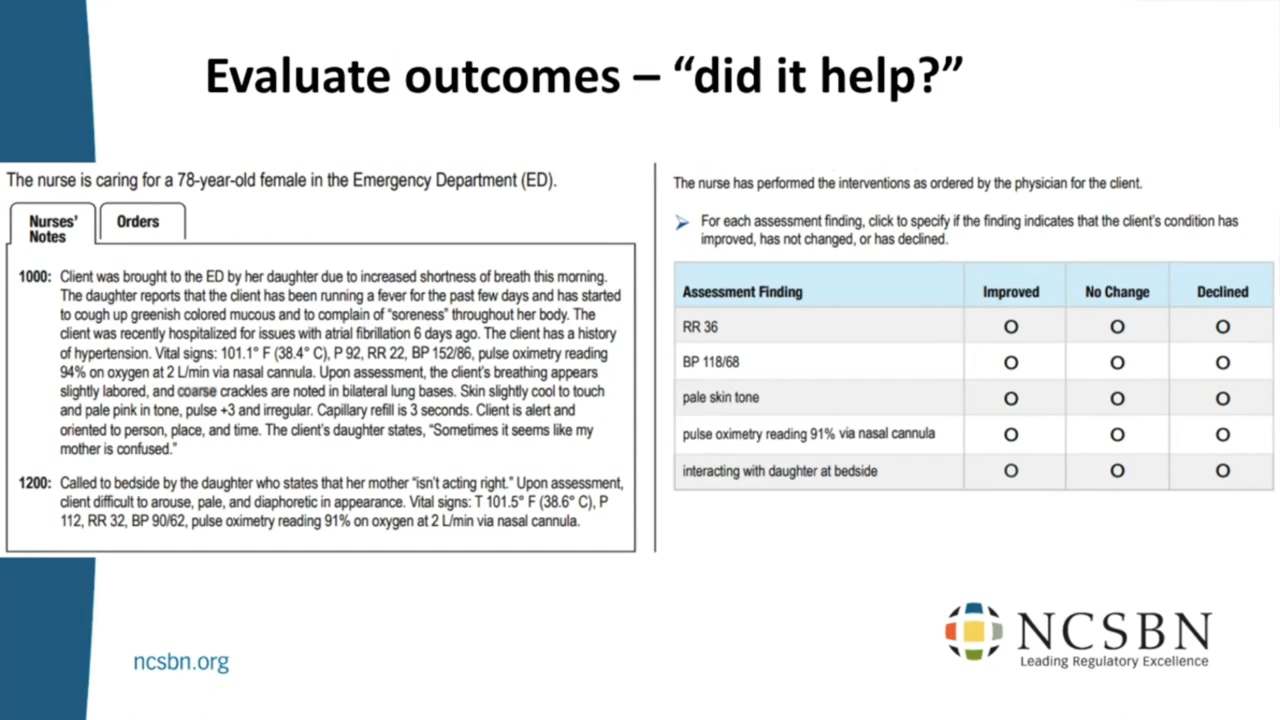 Evaluate outcomes – “did it help?”
The nurse is caring for a 78-year-old female in the Emergency Department (ED).
Nurses’
Notes
Orders
1000: Client was brought to the ED by her daughter due to increased shortness of breath this morning.
The daughter reports that the client has been running a fever for the past few days and has started
to cough up greenish colored mucous and to complain of “soreness” throughout her body. The
client was recently hospitalized for issues with atrial fibrillation 6 days ago. The client has a history
of hypertension. Vital signs: 101.1° F (38.4° C), P 92, RR 22, BP 152/86, pulse oximetry reading
94% on oxygen at 2 L/min via nasal cannula. Upon assessment, the client’s breathing appears
slightly labored, and coarse crackles are noted in bilateral lung bases. Skin slightly cool to touch
and pale pink in tone, pulse +3 and irregular. Capillary refill is 3 seconds. Client is alert and
oriented to person, place, and time. The client’s daughter states, “Sometimes it seems like my
mother is confused.”
1200: Called to bedside by the daughter who states that her mother “isn’t acting right.” Upon assessment,
client difficult to arouse, pale, and diaphoretic in appearance. Vital signs: T 101.5° F (38.6° C), P
112, RR 32, BP 90/62, pulse oximetry reading 91% on oxygen at 2 L/min via nasal cannula.
The nurse has performed the interventions as ordered by the physician for the client.
For each assessment finding, click to specify if the finding indicates that the client’s condition has
improved, has not changed, or has declined.
Assessment Finding Improved No Change Declined
RR 36
BP 118/68
pale skin tone
pulse oximetry reading 91% via nasal cannula
interacting with daughter at bedside
ncsbn.org
NCSBN
Leading Regulatory Excellence